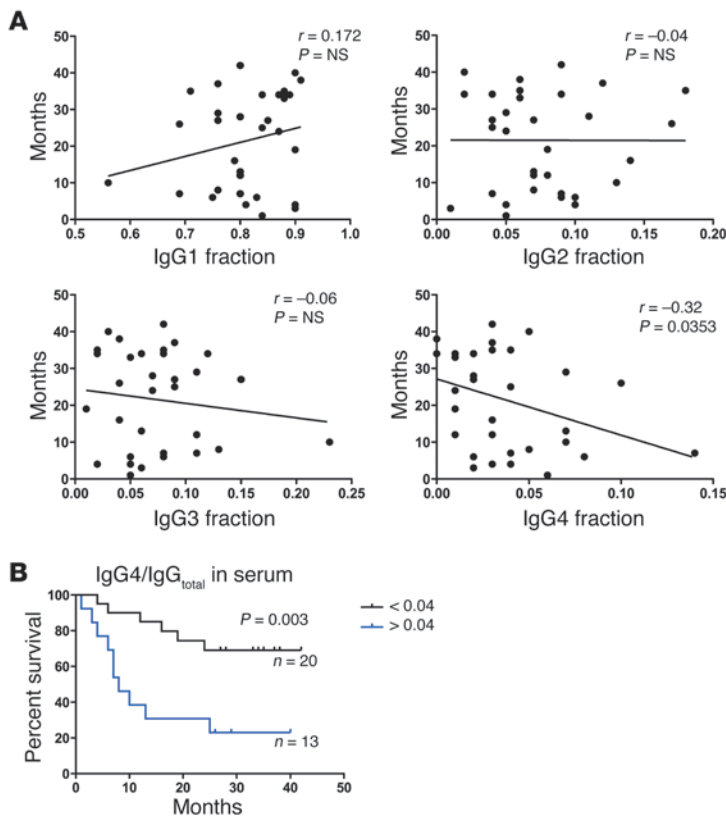 A
r = 0.172
P = NS
Months
50
40
30
20
10
0
0.5 0.6 0.7 0.8 0.9 1.0
IgG1 fraction
r = –0.04
P = NS
Months
50
40
30
20
10
0
0.00 0.05 0.10 0.15 0.20
IgG2 fraction
r = –0.06
P = NS
Months
50
40
30
20
10
0
0.00 0.05 0.10 0.15 0.20 0.25
IgG3 fraction
r = –0.32
P = 0.0353
Months
50
40
30
20
10
0
0.00 0.05 0.10 0.15
IgG4 fraction
B
IgG4/IgGtotal in serum
Percent survival
100
80
60
40
20
0
P = 0.003
n = 20
n = 13
0 10 20 30 40 50
Months
< 0.04
> 0.04